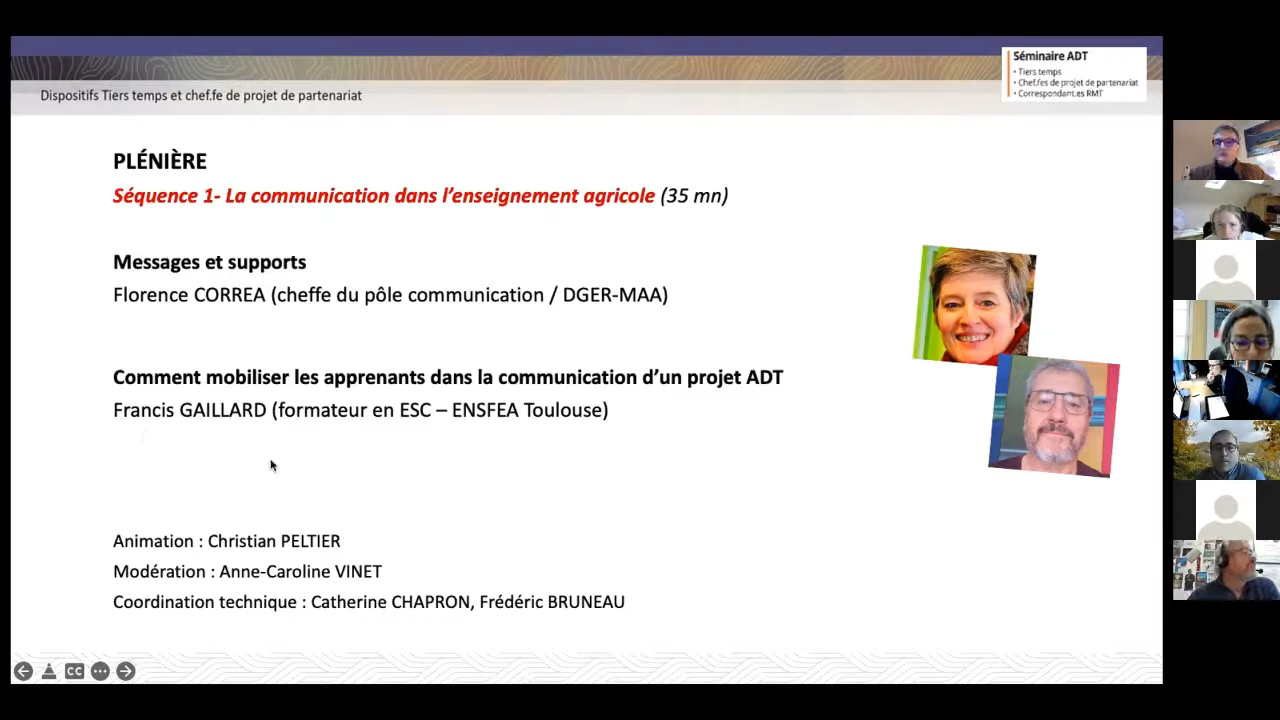 Séminaire ADT
• Tiers temps
• Chef.fes de projet de partenariat
• Correspondant.es RMT
Dispositifs Tiers temps et chef.fe de projet de partenariat
PLÉNIÈRE
Séquence 1- La communication dans l’enseignement agricole (35 mn)
Messages et supports
Florence CORREA (cheffe du pôle communication / DGER-MAA)
Comment mobiliser les apprenants dans la communication d’un projet ADT
Francis GAILLARD (formateur en ESC – ENSFEA Toulouse)
Animation : Christian PELTIER
Modération : Anne-Caroline VINET
Coordination technique : Catherine CHAPRON, Frédéric BRUNEAU
CC